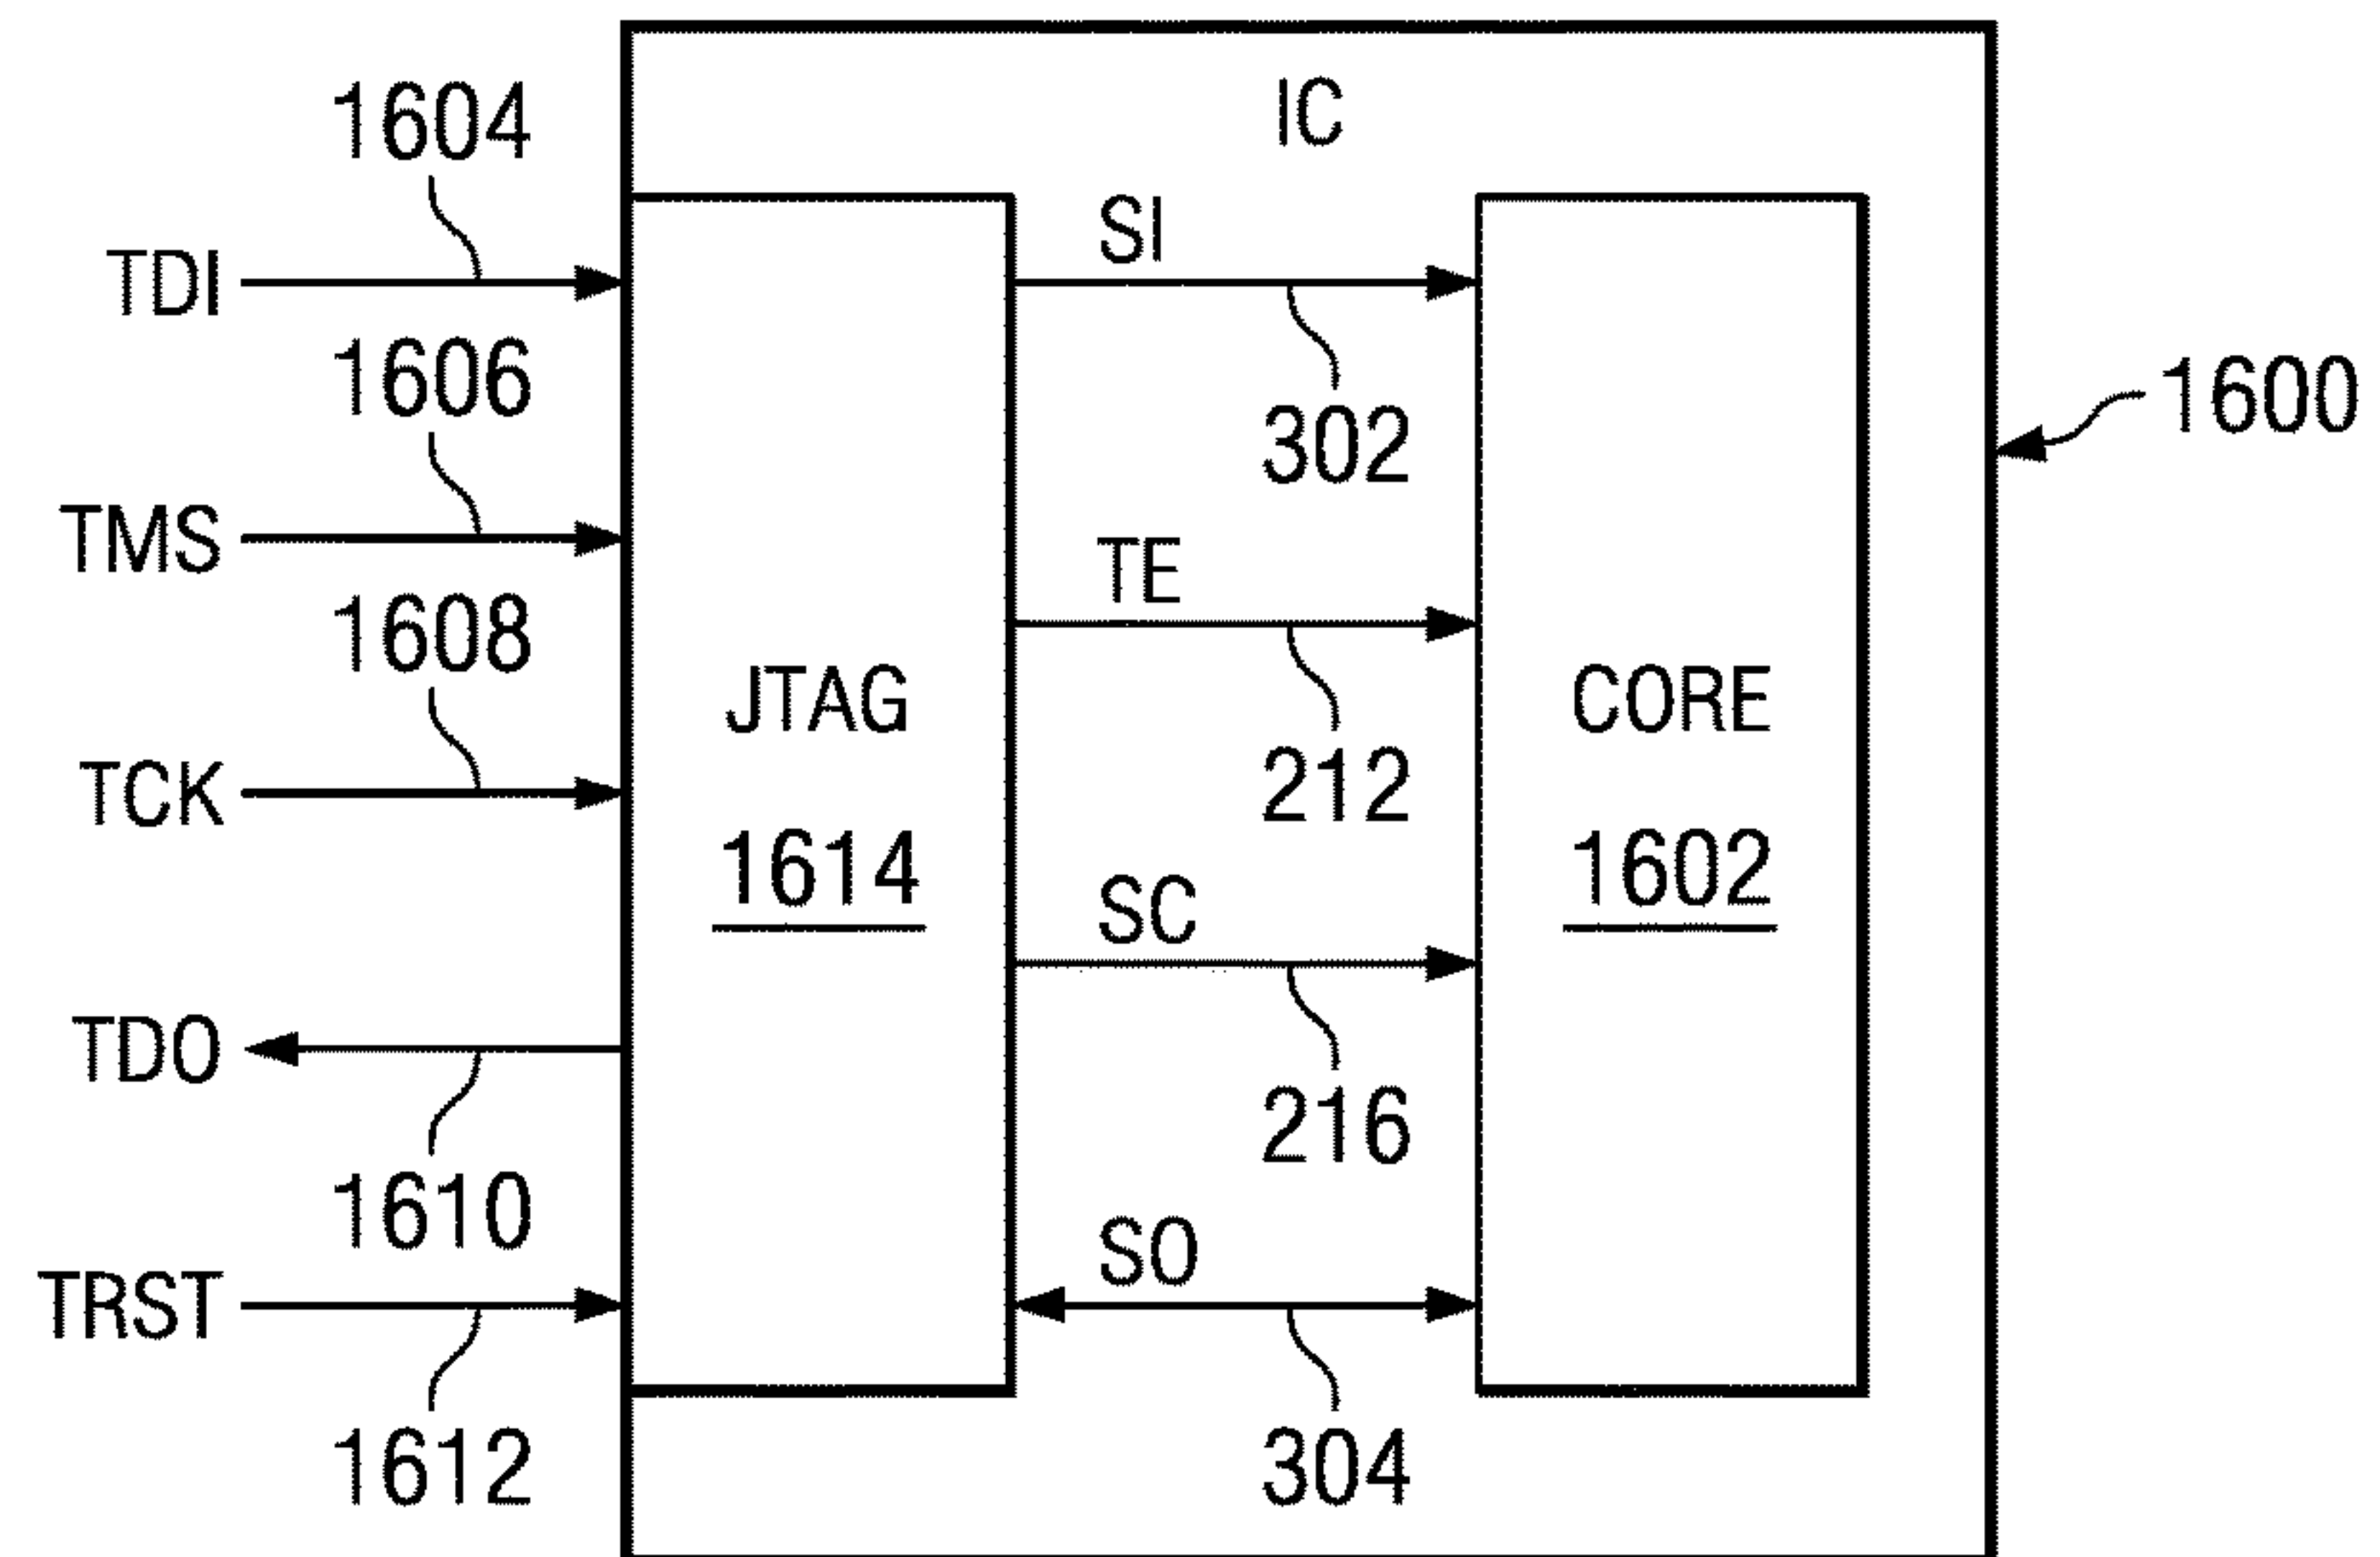 IC
1604
TDI
1606
TMS
1608
TCK
TDO
1610
TRST
1612
JTAG
1614
SI
302
TE
212
SC
216
SO
304
CORE
1602
1600